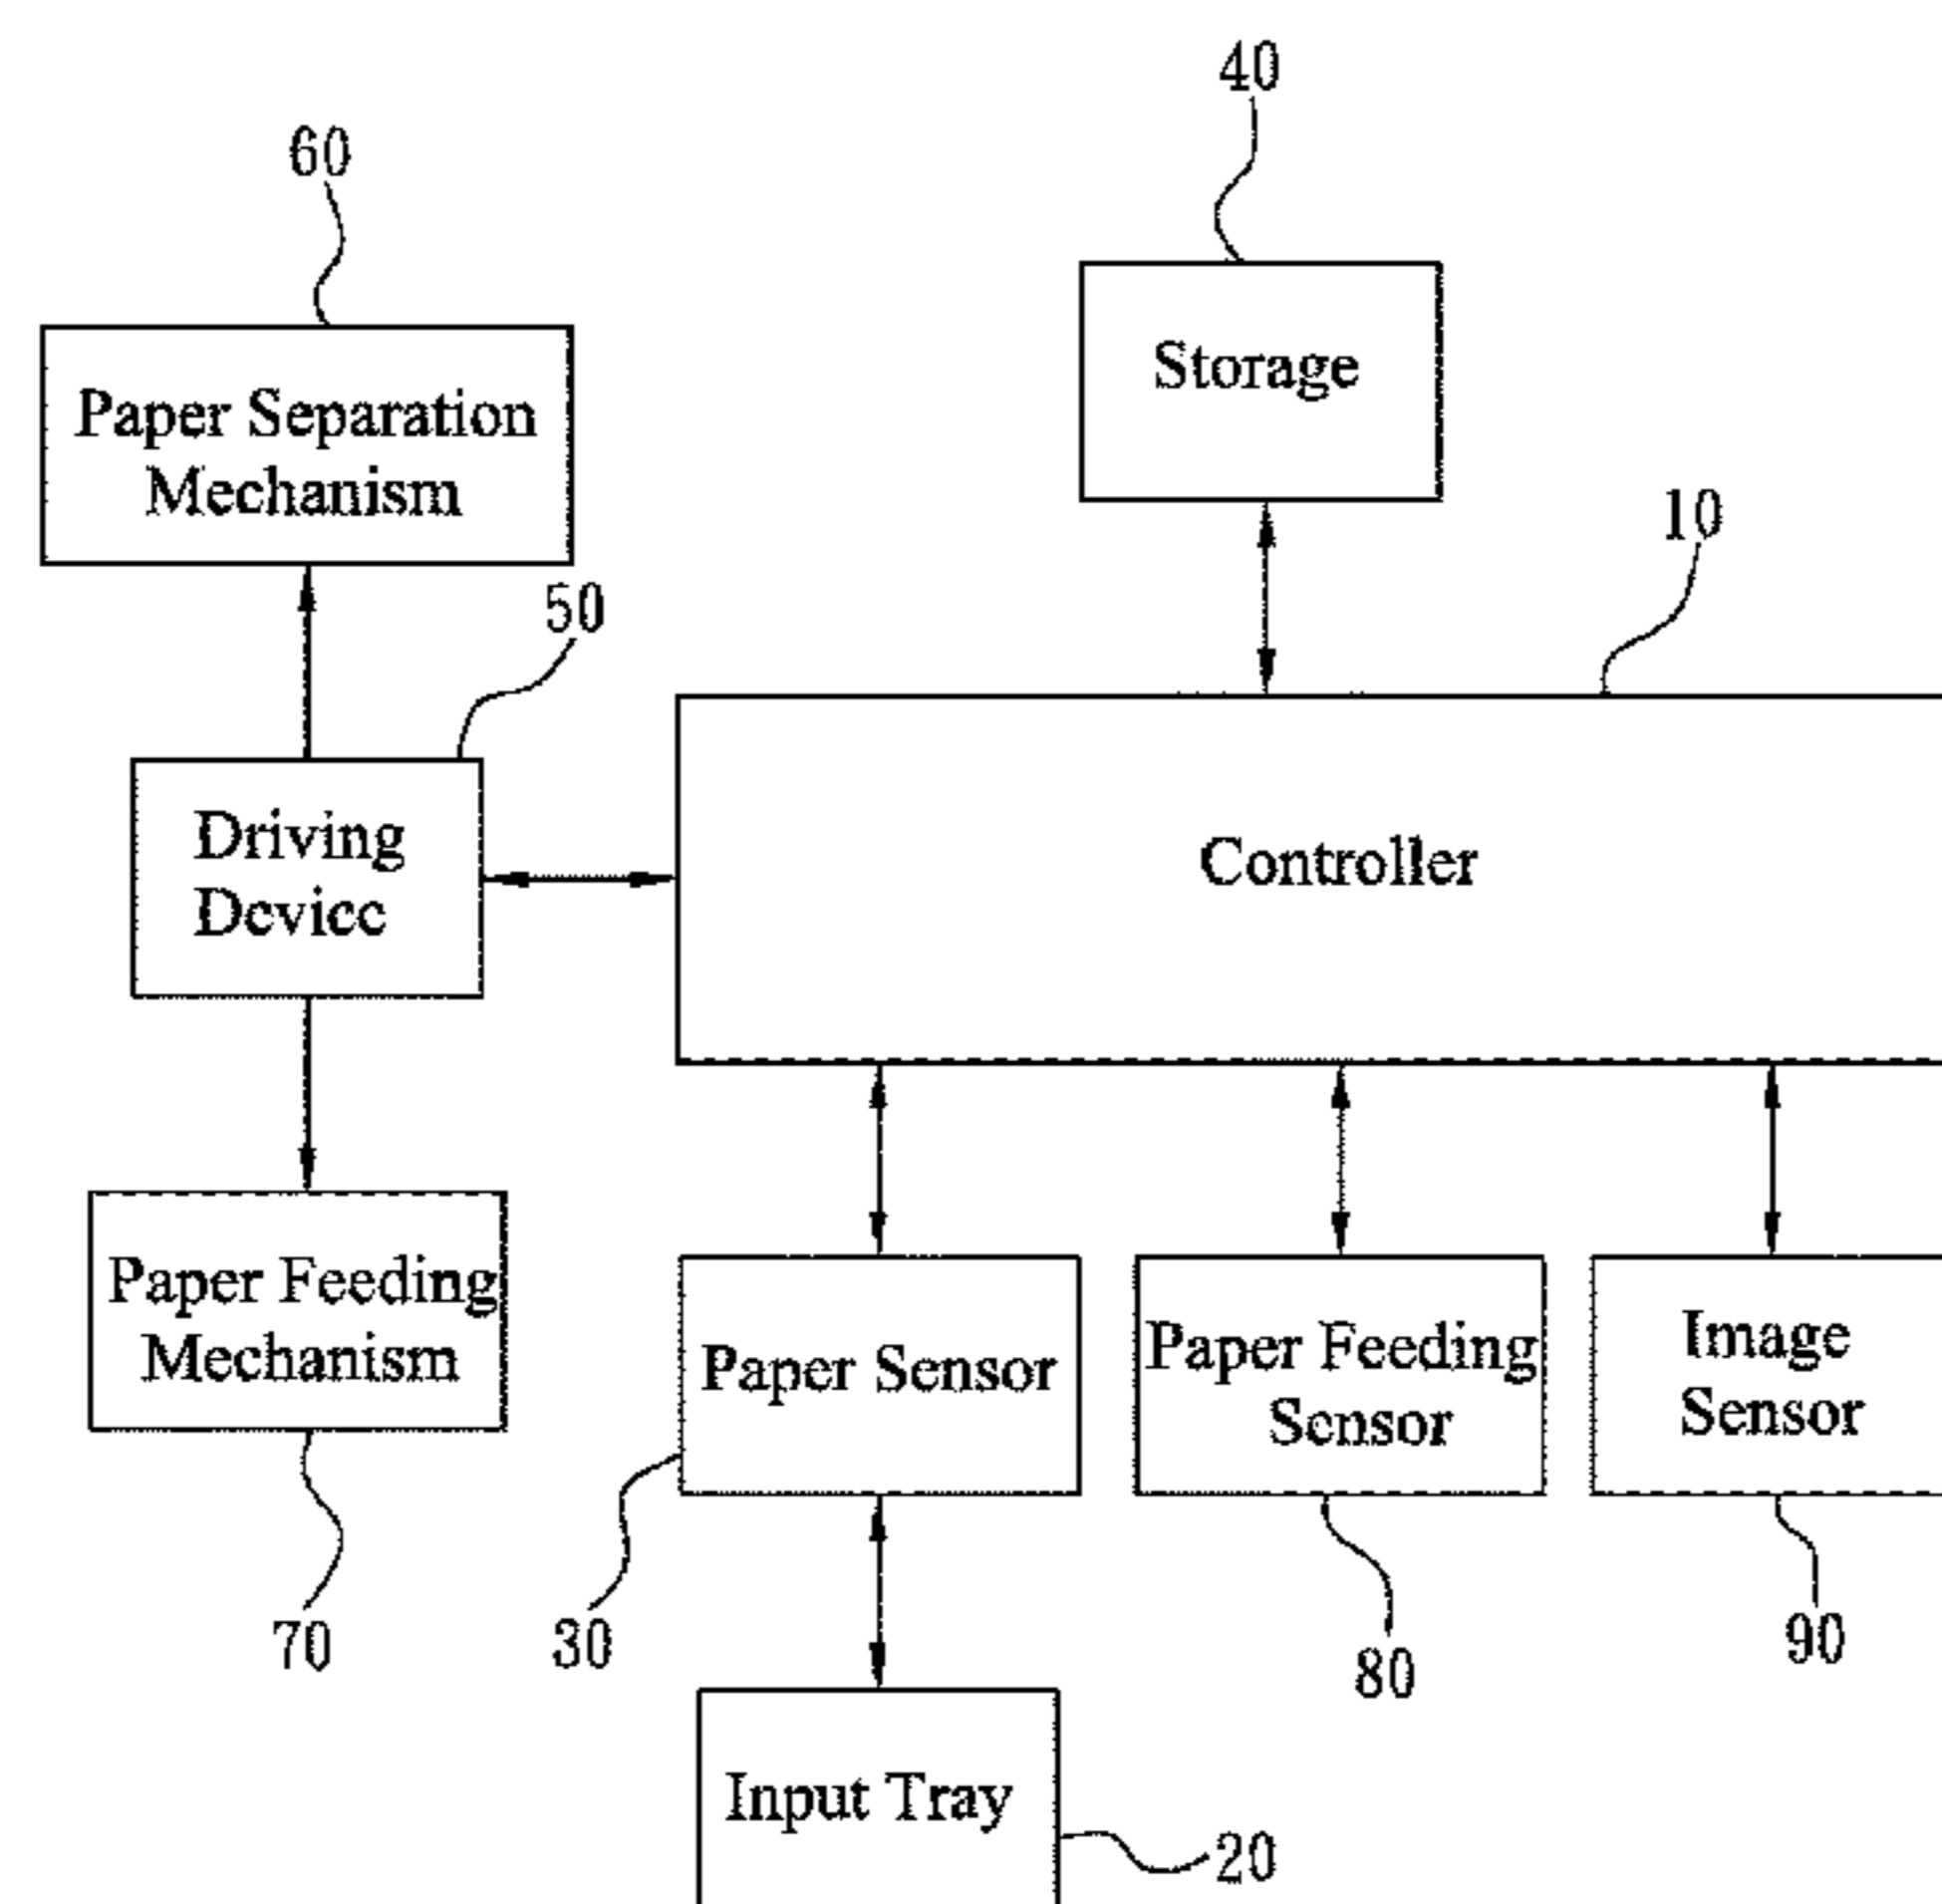 40
60
Storage
Paper Separation
Mechanism
10
50
Driving
Device
Controller
Paper Feeding
Mechanism
Paper Sensor
Paper Feeding
Sensor
Image
Sensor
70
30
80
90
Input Tray
20